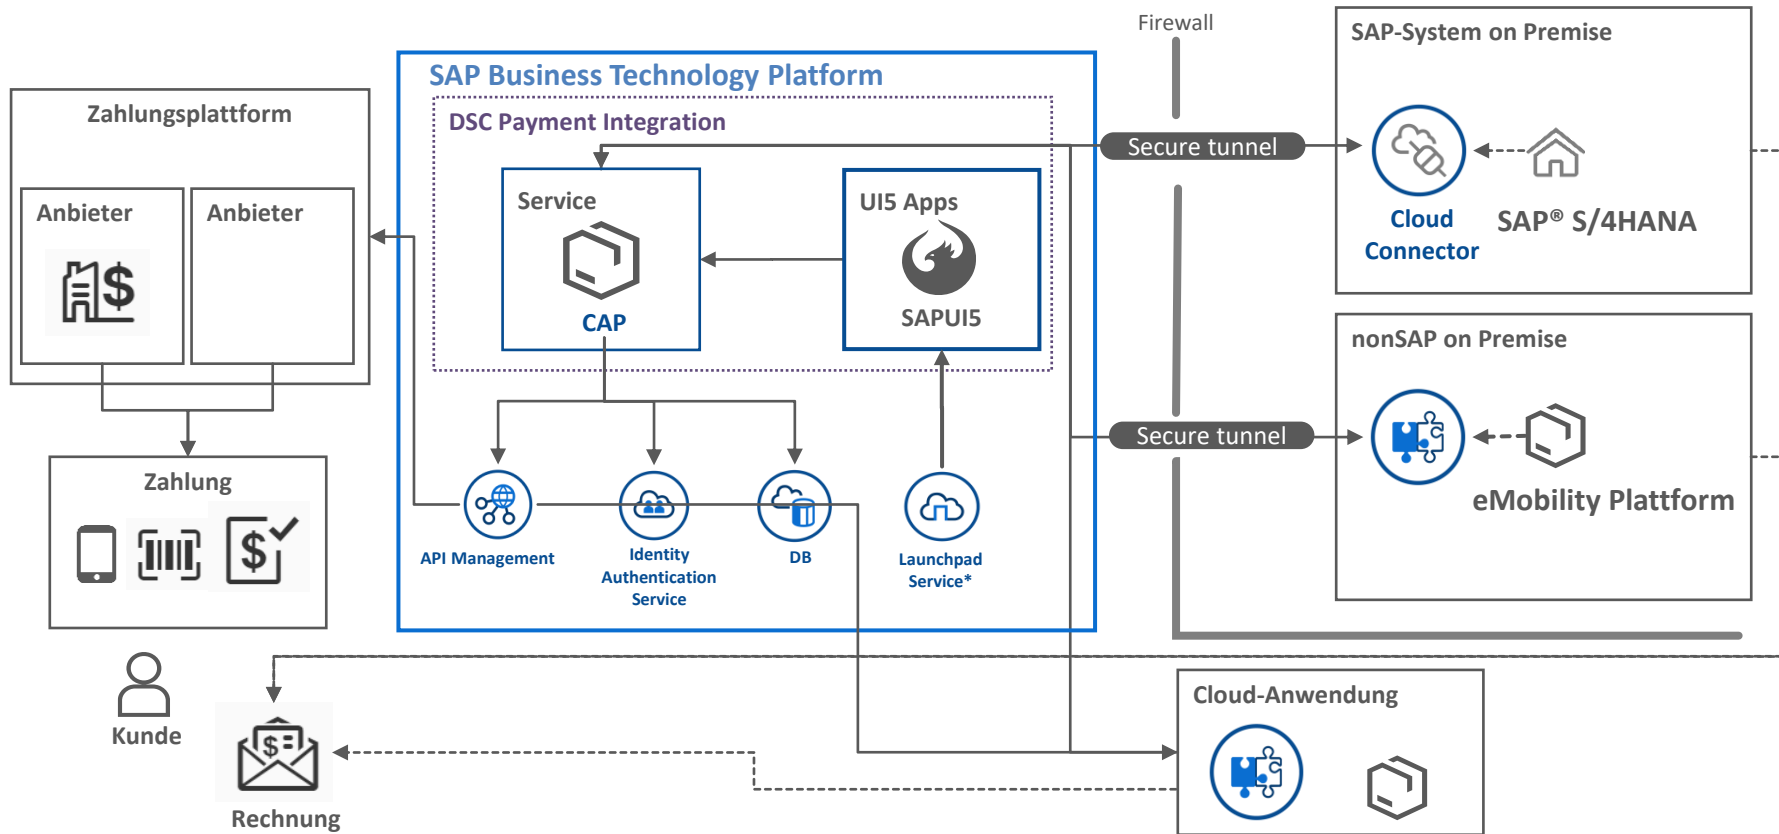 Firewall
SAP-System on Premise
SAP Business Technology Platform
Zahlungsplattform
DSC Payment Integration
Secure tunnel
Anbieter
Anbieter
Service
UI5 Apps
Cloud
Connector
SAP® S/4HANA
CAP
SAPUI5
nonSAP on Premise
Secure tunnel
Zahlung
eMobility Plattform
API Management
Identity
Authentication
Service
DB
Launchpad
Service*
Kunde
Cloud-Anwendung
Rechnung